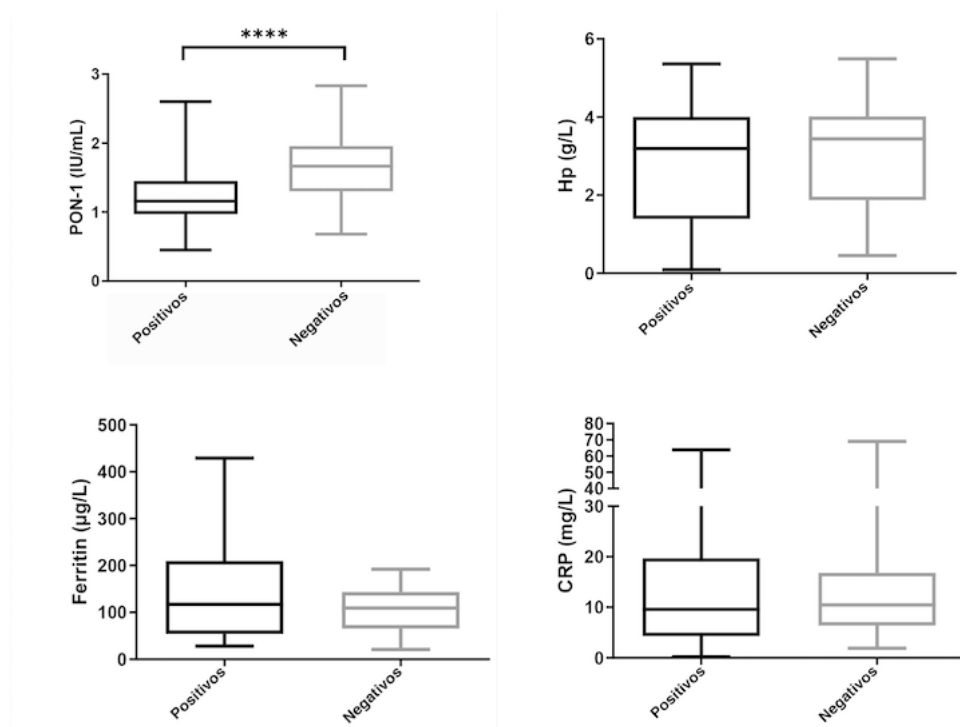 ****
PON-1 (IU/mL)
3
2
1
0
Positivos
Negativos
Hp (g/L)
6
4
2
0
Positivos
Negativos
Ferritin (µg/L)
500
400
300
200
100
0
Positivos
Negativos
CRP (mg/L)
80
70
60
50
40
30
20
10
0
Positivos
Negativos